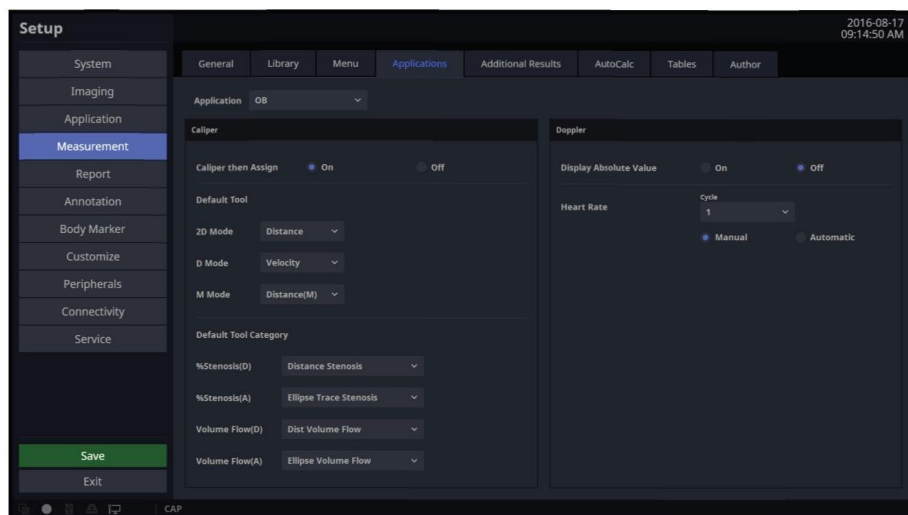 Setup
2016-08-17
09:14:50 AM
System
Imaging
Application
Measurement
Report
Annotation
Body Marker
Customize
Peripherals
Connectivity
Service
Save
Exit
General Library Menu Applications Additional Results AutoCalc Tables Author
Application OB
Caliper
Caliper then Assign On Off
Default Tool
2D Mode Distance
D Mode Velocity
M Mode Distance(M)
Default Tool Category
%Stenosis(D) Distance Stenosis
%Stenosis(A) Ellipse Trace Stenosis
Volume Flow(D) Dist Volume Flow
Volume Flow(A) Ellipse Volume Flow
Doppler
Display Absolute Value On Off
Cycle
Heart Rate 1
Manual Automatic
CAP